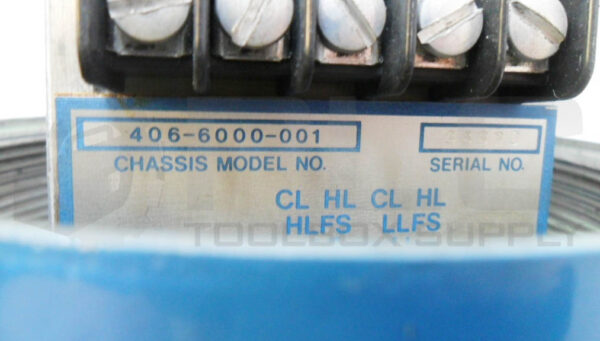 406-6000-001
CHASSIS MODEL NO. SERIAL NO.
CL HL CL HL
HLFS LLFS
TOOLBOX SUPPLY